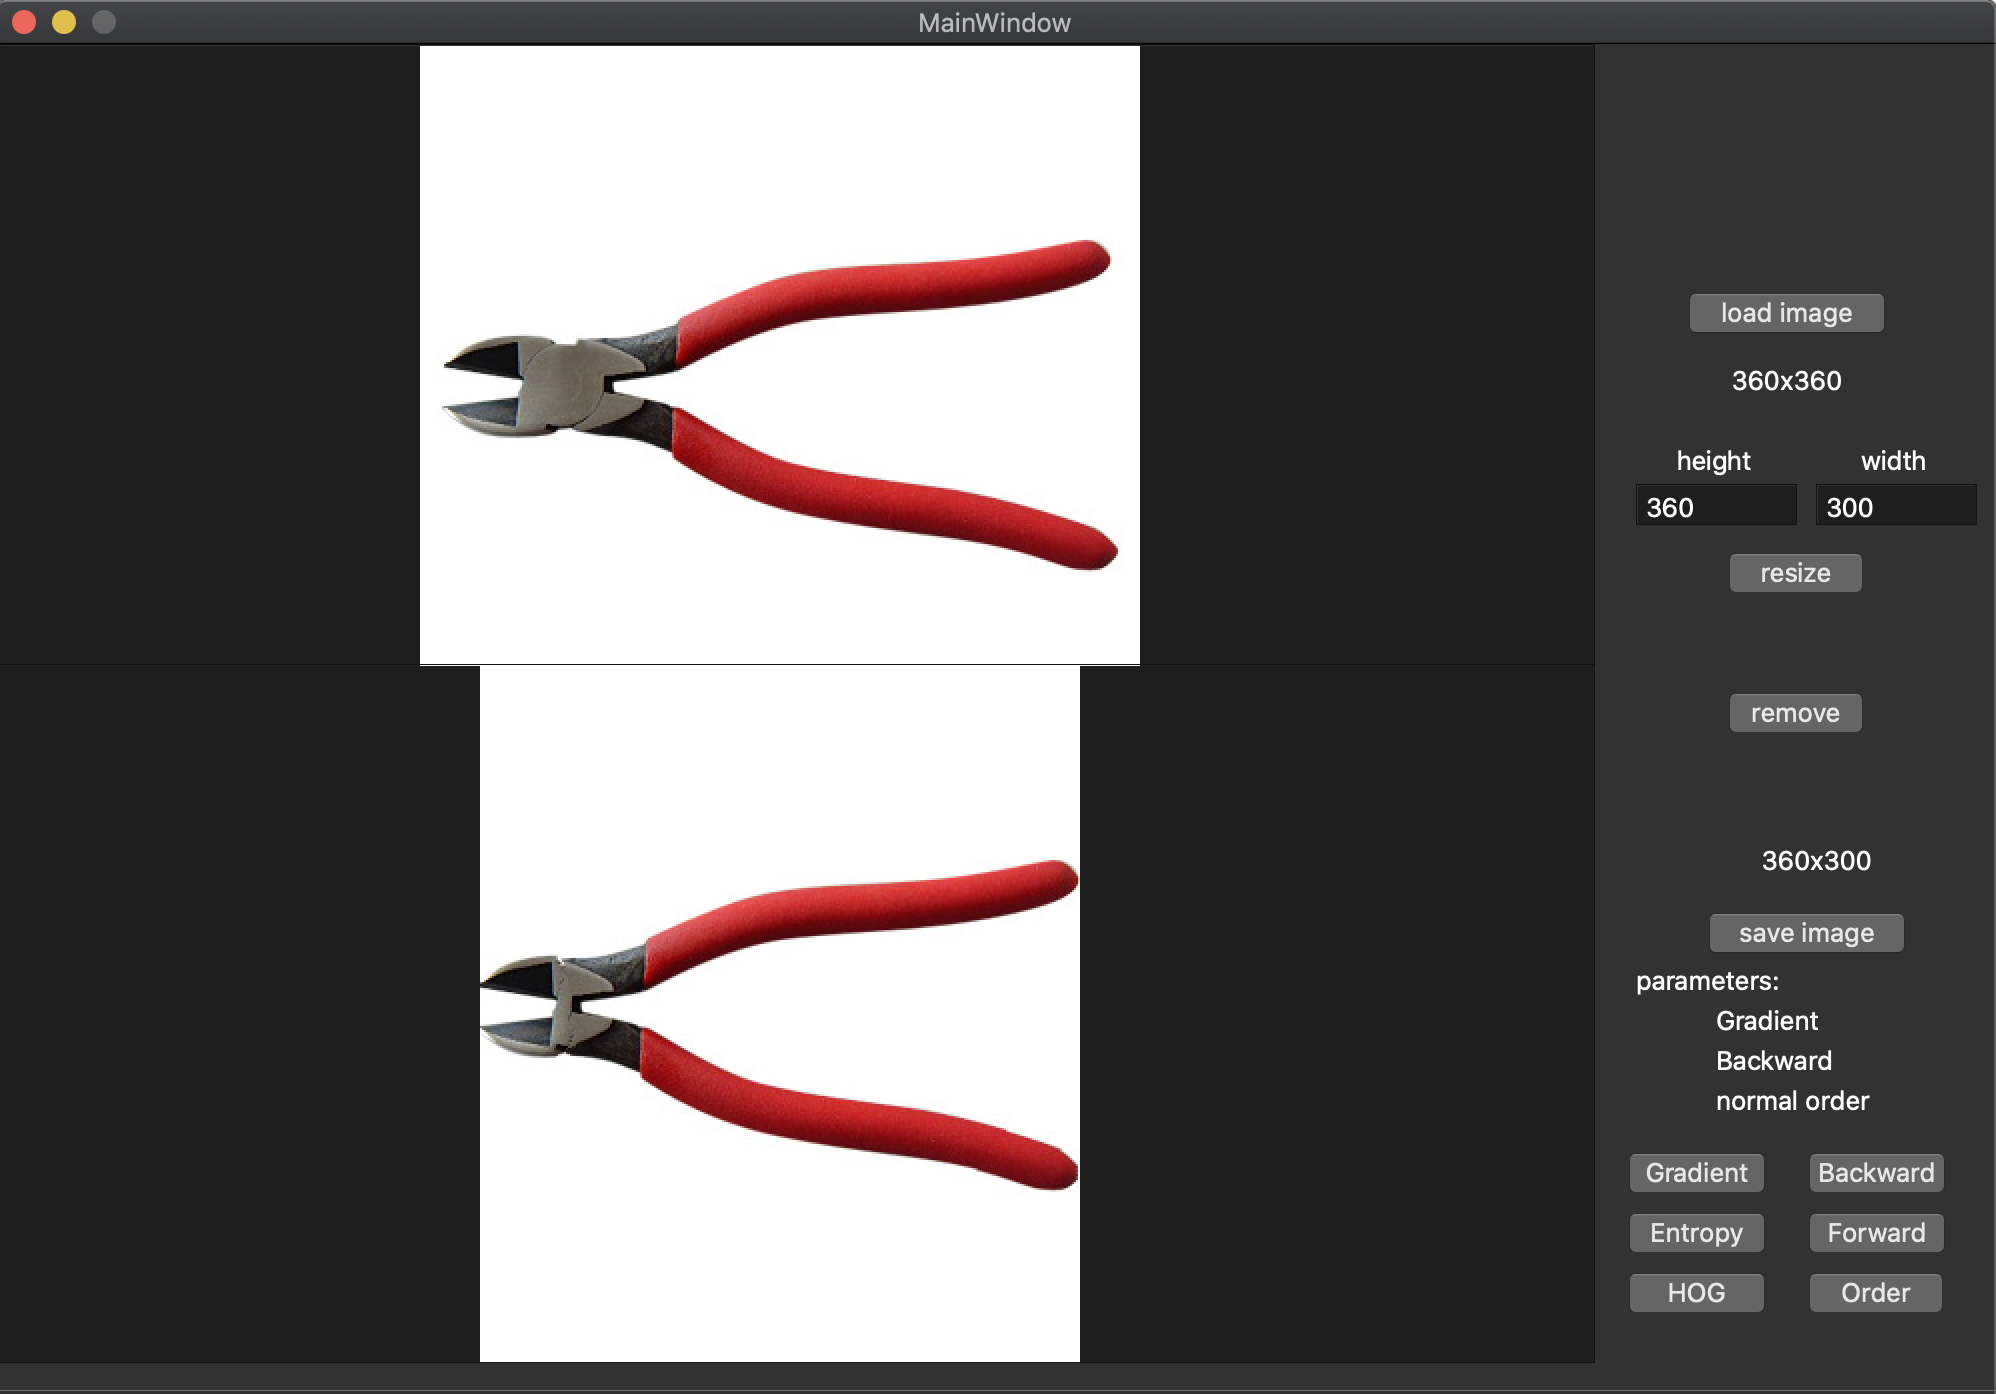 MainWindow
load image
360x360
height width
360 300
resize
remove
360x300
save image
parameters:
Gradient
Backward
normal order
Gradient Backward
Entropy Forward
HOG Order